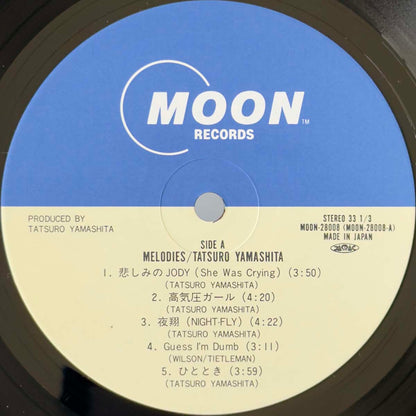 MOON™
RECORDS
PRODUCED BY
TATSURO YAMASHITA
STEREO 33 1/3
MOON-28008 (MOON-28008-A)
MADE IN JAPAN
SIDE A
MELODIES/TATSURO YAMASHITA
1. 悲しみのJODY (She Was Crying) (3:50)
(TATSURO YAMASHITA)
2. 高気圧ガール (4:20)
(TATSURO YAMASHITA)
3. 夜翔 (NIGHT-FLY) (4:22)
(TATSURO YAMASHITA)
4. Guess I'm Dumb (3:11)
(WILSON/TIETLEMAN)
5. ひととき (3:59)
(TATSURO YAMASHITA)